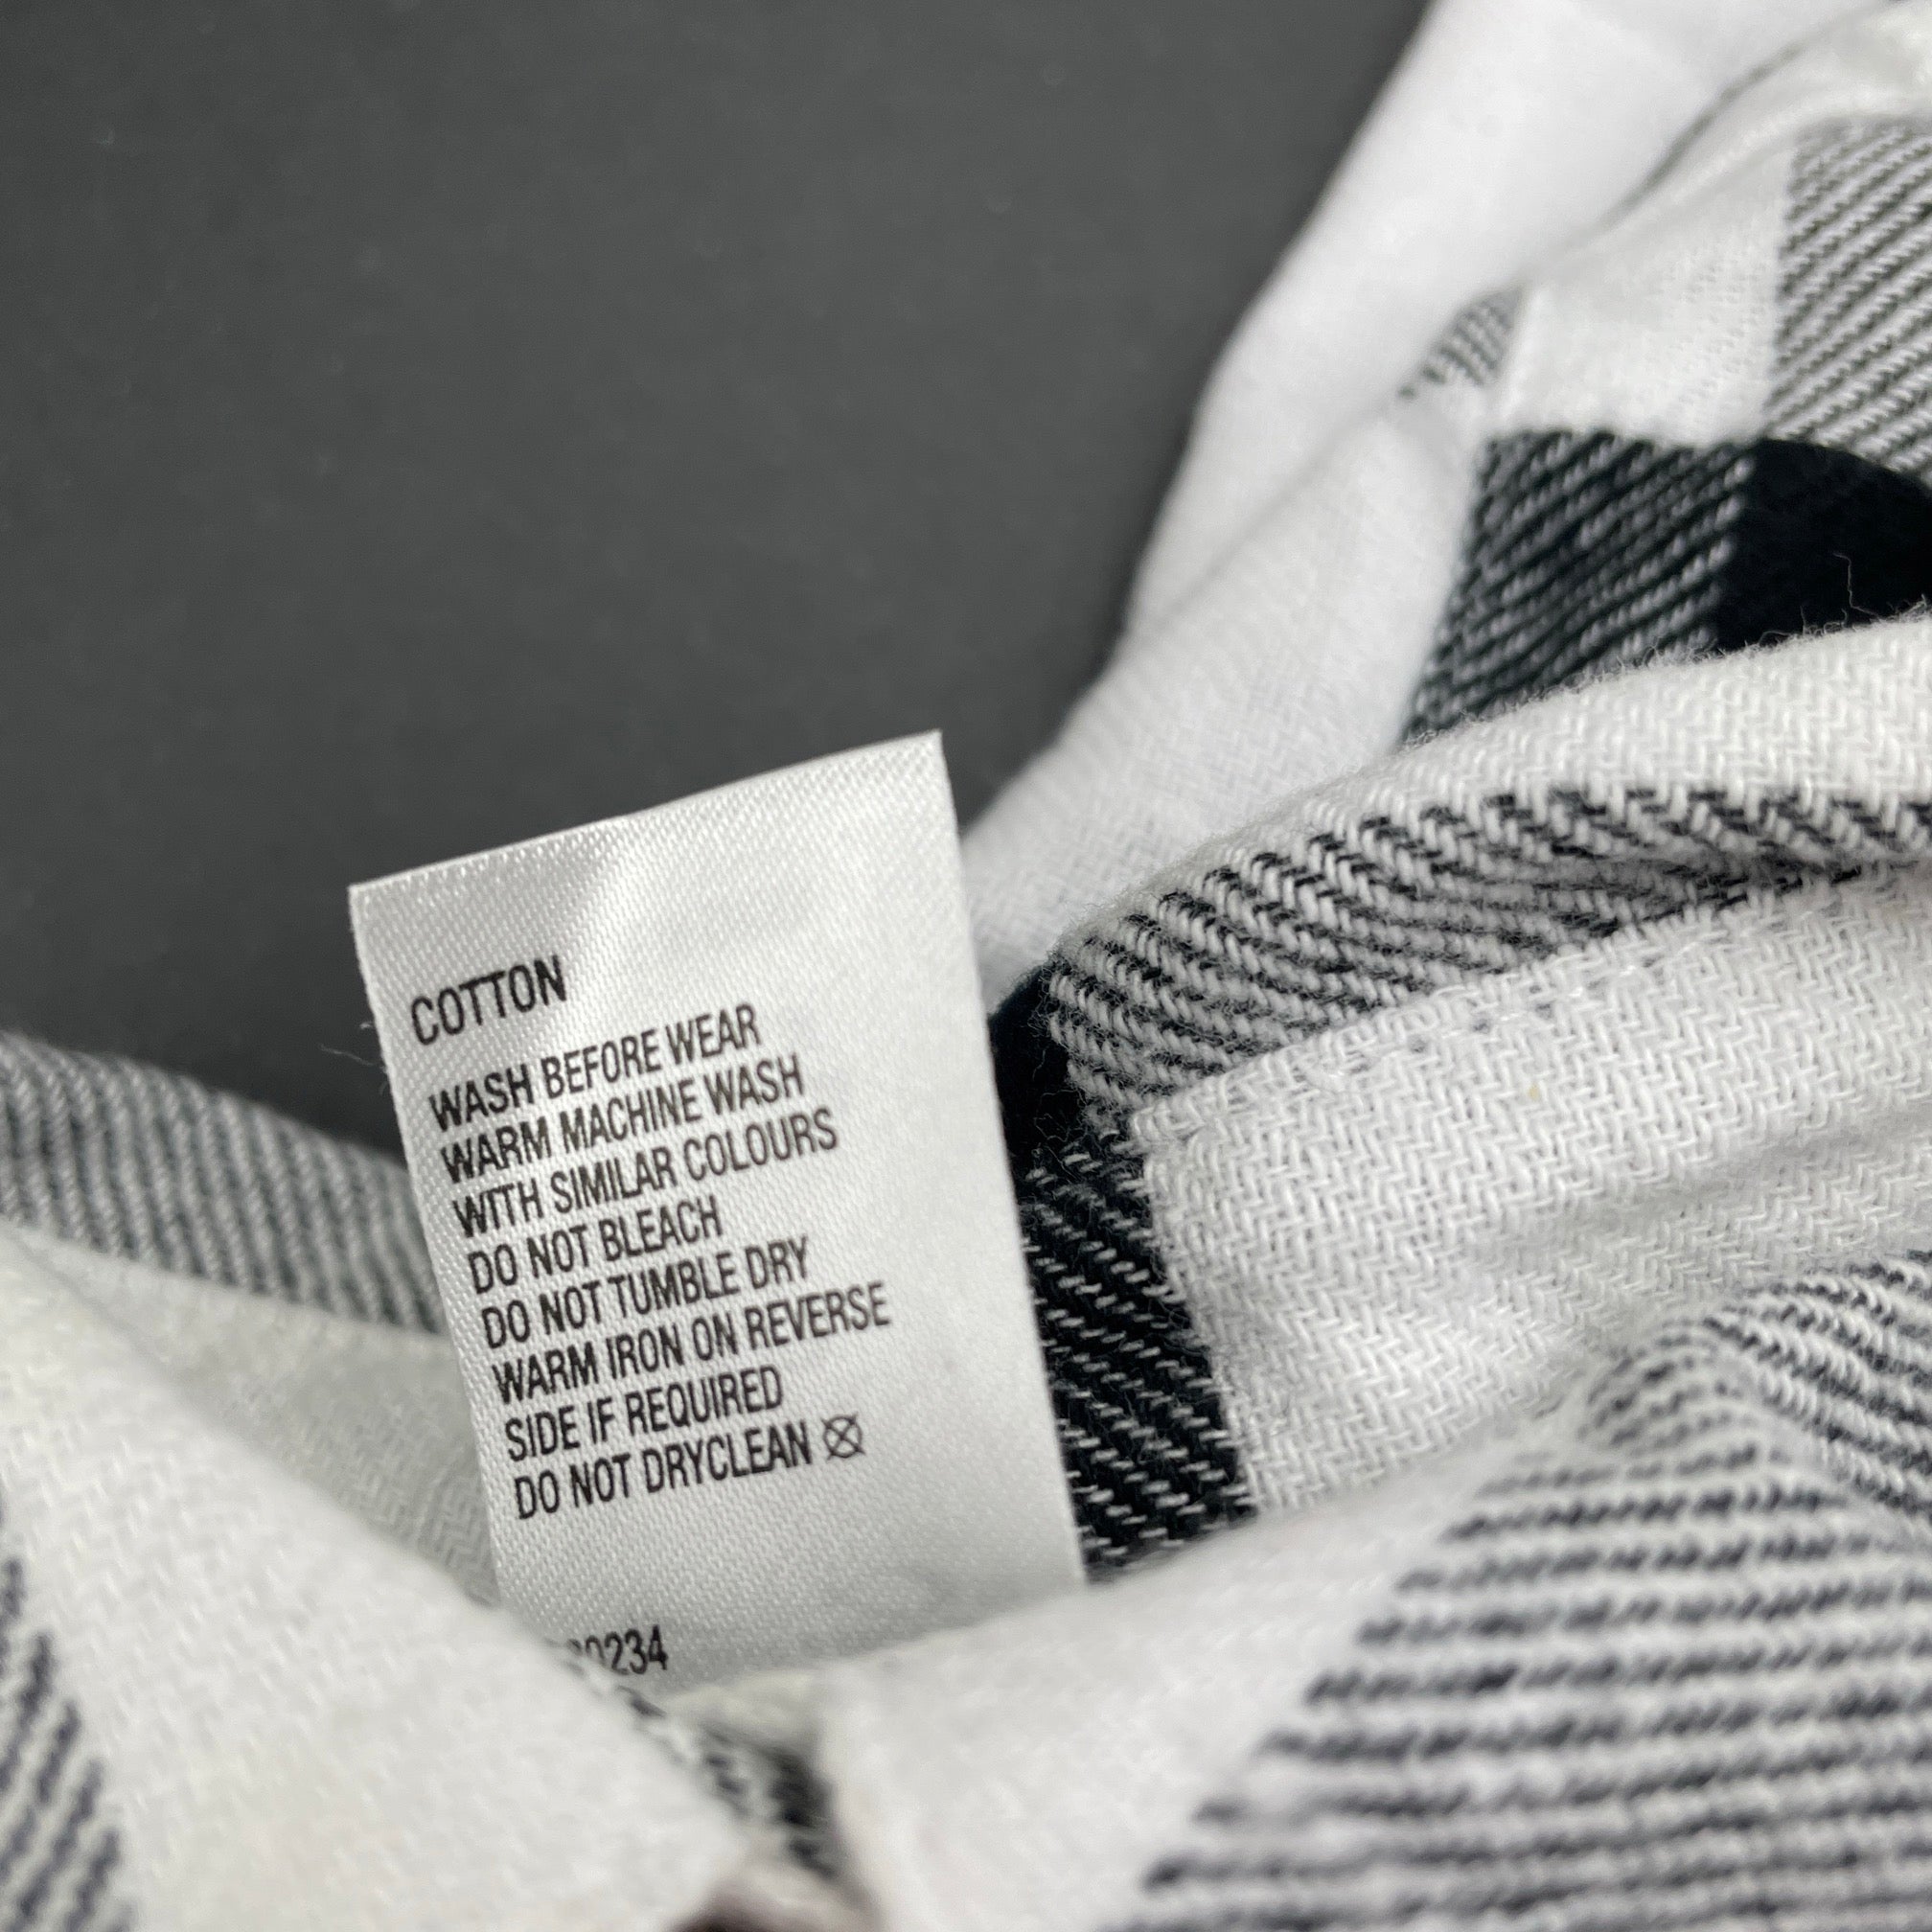 COTTON
WASH BEFORE WEAR
WARM MACHINE WASH
WITH SIMILAR COLOURS
DO NOT BLEACH
DO NOT TUMBLE DRY
WARM IRON ON REVERSE
SIDE IF REQUIRED
DO NOT DRYCLEAN